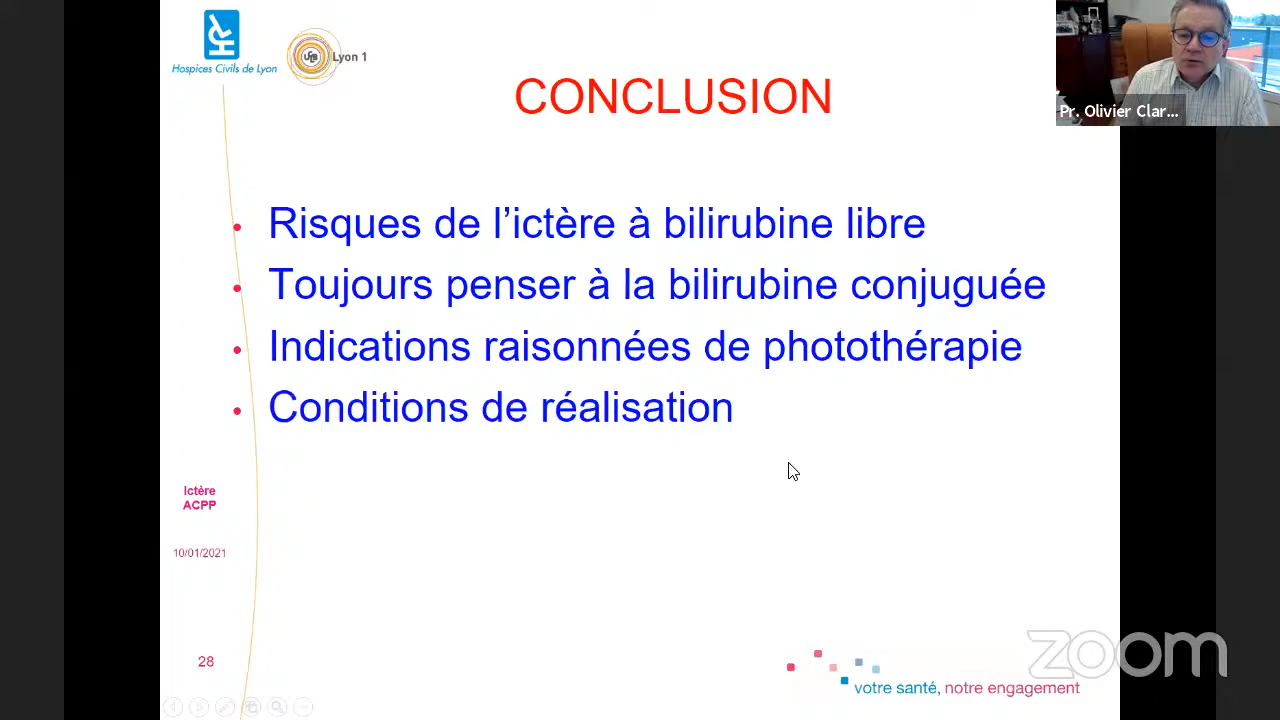 Hospices Civils de Lyon
Lyon 1
CONCLUSION
Pr. Olivier Clar...
• Risques de l’ictère à bilirubine libre
• Toujours penser à la bilirubine conjuguée
• Indications raisonnées de photothérapie
• Conditions de réalisation
Ictère
ACPP
10/01/2021
28
zoom
votre santé, notre engagement